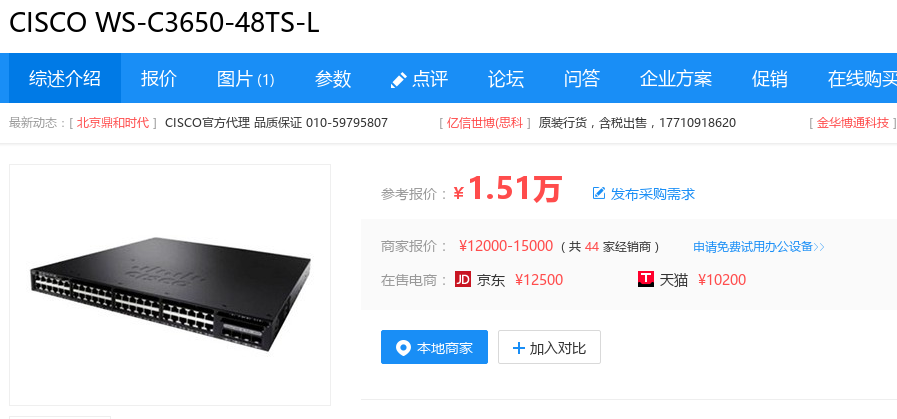 CISCO WS-C3650-48TS-L
综述介绍 报价 图片 (1) 参数 点评 论坛 问答 企业方案 促销 在线购买
最新动态： [ 北京鼎和时代 ] CISCO官方代理 品质保证 010-59795807 [ 亿信世博(思科 ] 原装行货，含税出售，17710918620 [ 金华博通科技 ]
参考报价： ¥1.51万 发布采购需求
商家报价： ¥12000-15000 ( 共 44 家经销商 ) 申请免费试用办公设备>>
在售电商： JD 京东 ¥12500 T 天猫 ¥10200
CISCO
本地商家 加入对比